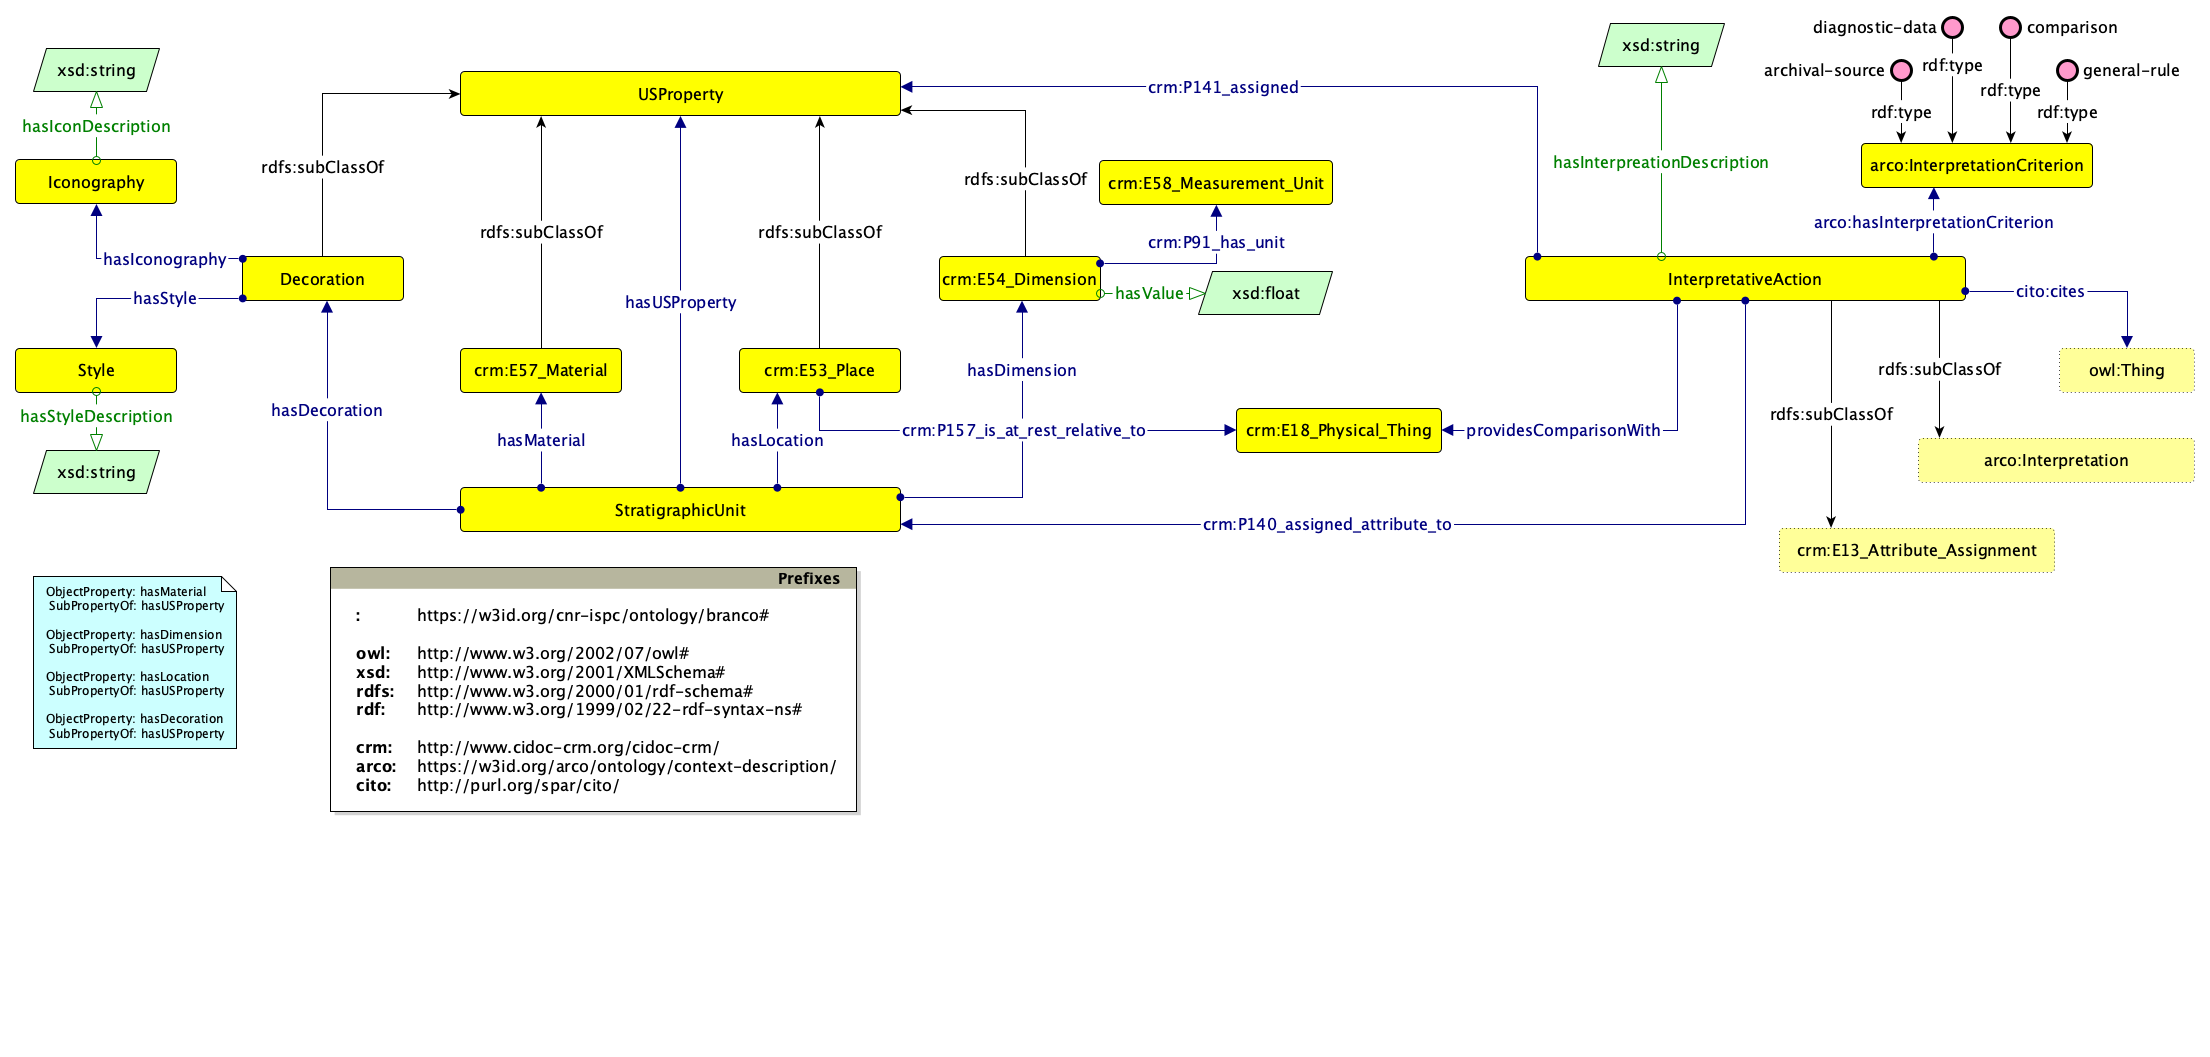 diagnostic-data
comparison
xsd:string
archival-source
rdf:type
general-rule
xsd:string
rdf:type
USProperty
crm:P141_assigned
rdf:type
rdf:type
hasIconDescription
hasInterpreationDescription
rdfs:subClassOf
arco:InterpretationCriterion
Iconography
rdfs:subClassOf
crm:E58_Measurement_Unit
arco:hasInterpretationCriterion
rdfs:subClassOf
rdfs:subClassOf
crm:P91_has_unit
hasIconography
Decoration
crm:E54_Dimension
InterpretativeAction
hasStyle
hasUSProperty
hasValue
xsd:float
cito:cites
Style
crm:E57_Material
crm:E53_Place
hasDimension
rdfs:subClassOf
owl:Thing
hasStyleDescription
hasDecoration
rdfs:subClassOf
hasMaterial
hasLocation
crm:P157_is_at_rest_relative_to
crm:E18_Physical_Thing
providesComparisonWith
arco:Interpretation
xsd:string
StratigraphicUnit
crm:P140_assigned_attribute_to
crm:E13_Attribute_Assignment
ObjectProperty: hasMaterial
SubPropertyOf: hasUSProperty
ObjectProperty: hasDimension
SubPropertyOf: hasUSProperty
ObjectProperty: hasLocation
SubPropertyOf: hasUSProperty
ObjectProperty: hasDecoration
SubPropertyOf: hasUSProperty
Prefixes
: https://w3id.org/cnr-ispc/ontology/branco#
owl: http://www.w3.org/2002/07/owl#
xsd: http://www.w3.org/2001/XMLSchema#
rdfs: http://www.w3.org/2000/01/rdf-schema#
rdf: http://www.w3.org/1999/02/22-rdf-syntax-ns#
crm: http://www.cidoc-crm.org/cidoc-crm/
arco: https://w3id.org/arco/ontology/context-description/
cito: http://purl.org/spar/cito/